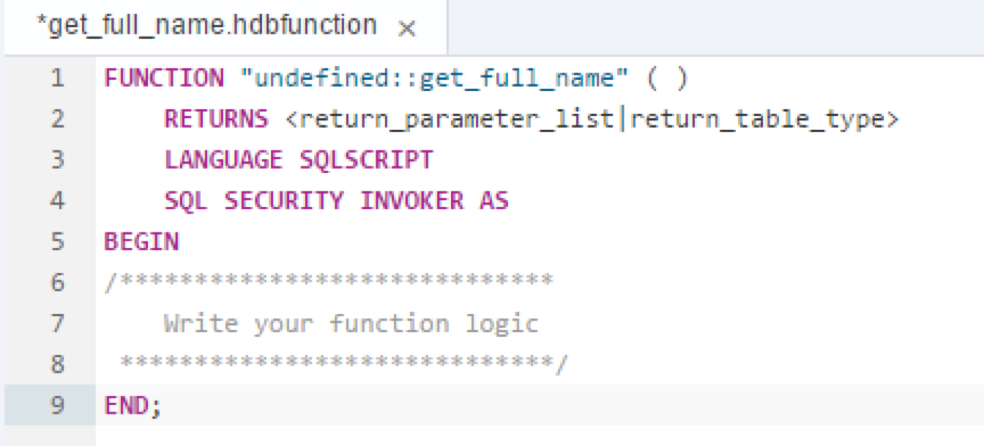 *get_full_name.hdbfunction ×
1 FUNCTION "undefined::get_full_name" ( )
2 RETURNS <return_parameter_list|return_table_type>
3 LANGUAGE SQLSCRIPT
4 SQL SECURITY INVOKER AS
5 BEGIN
6 /*****************************
7 Write your function logic
8 *****************************/
9 END;